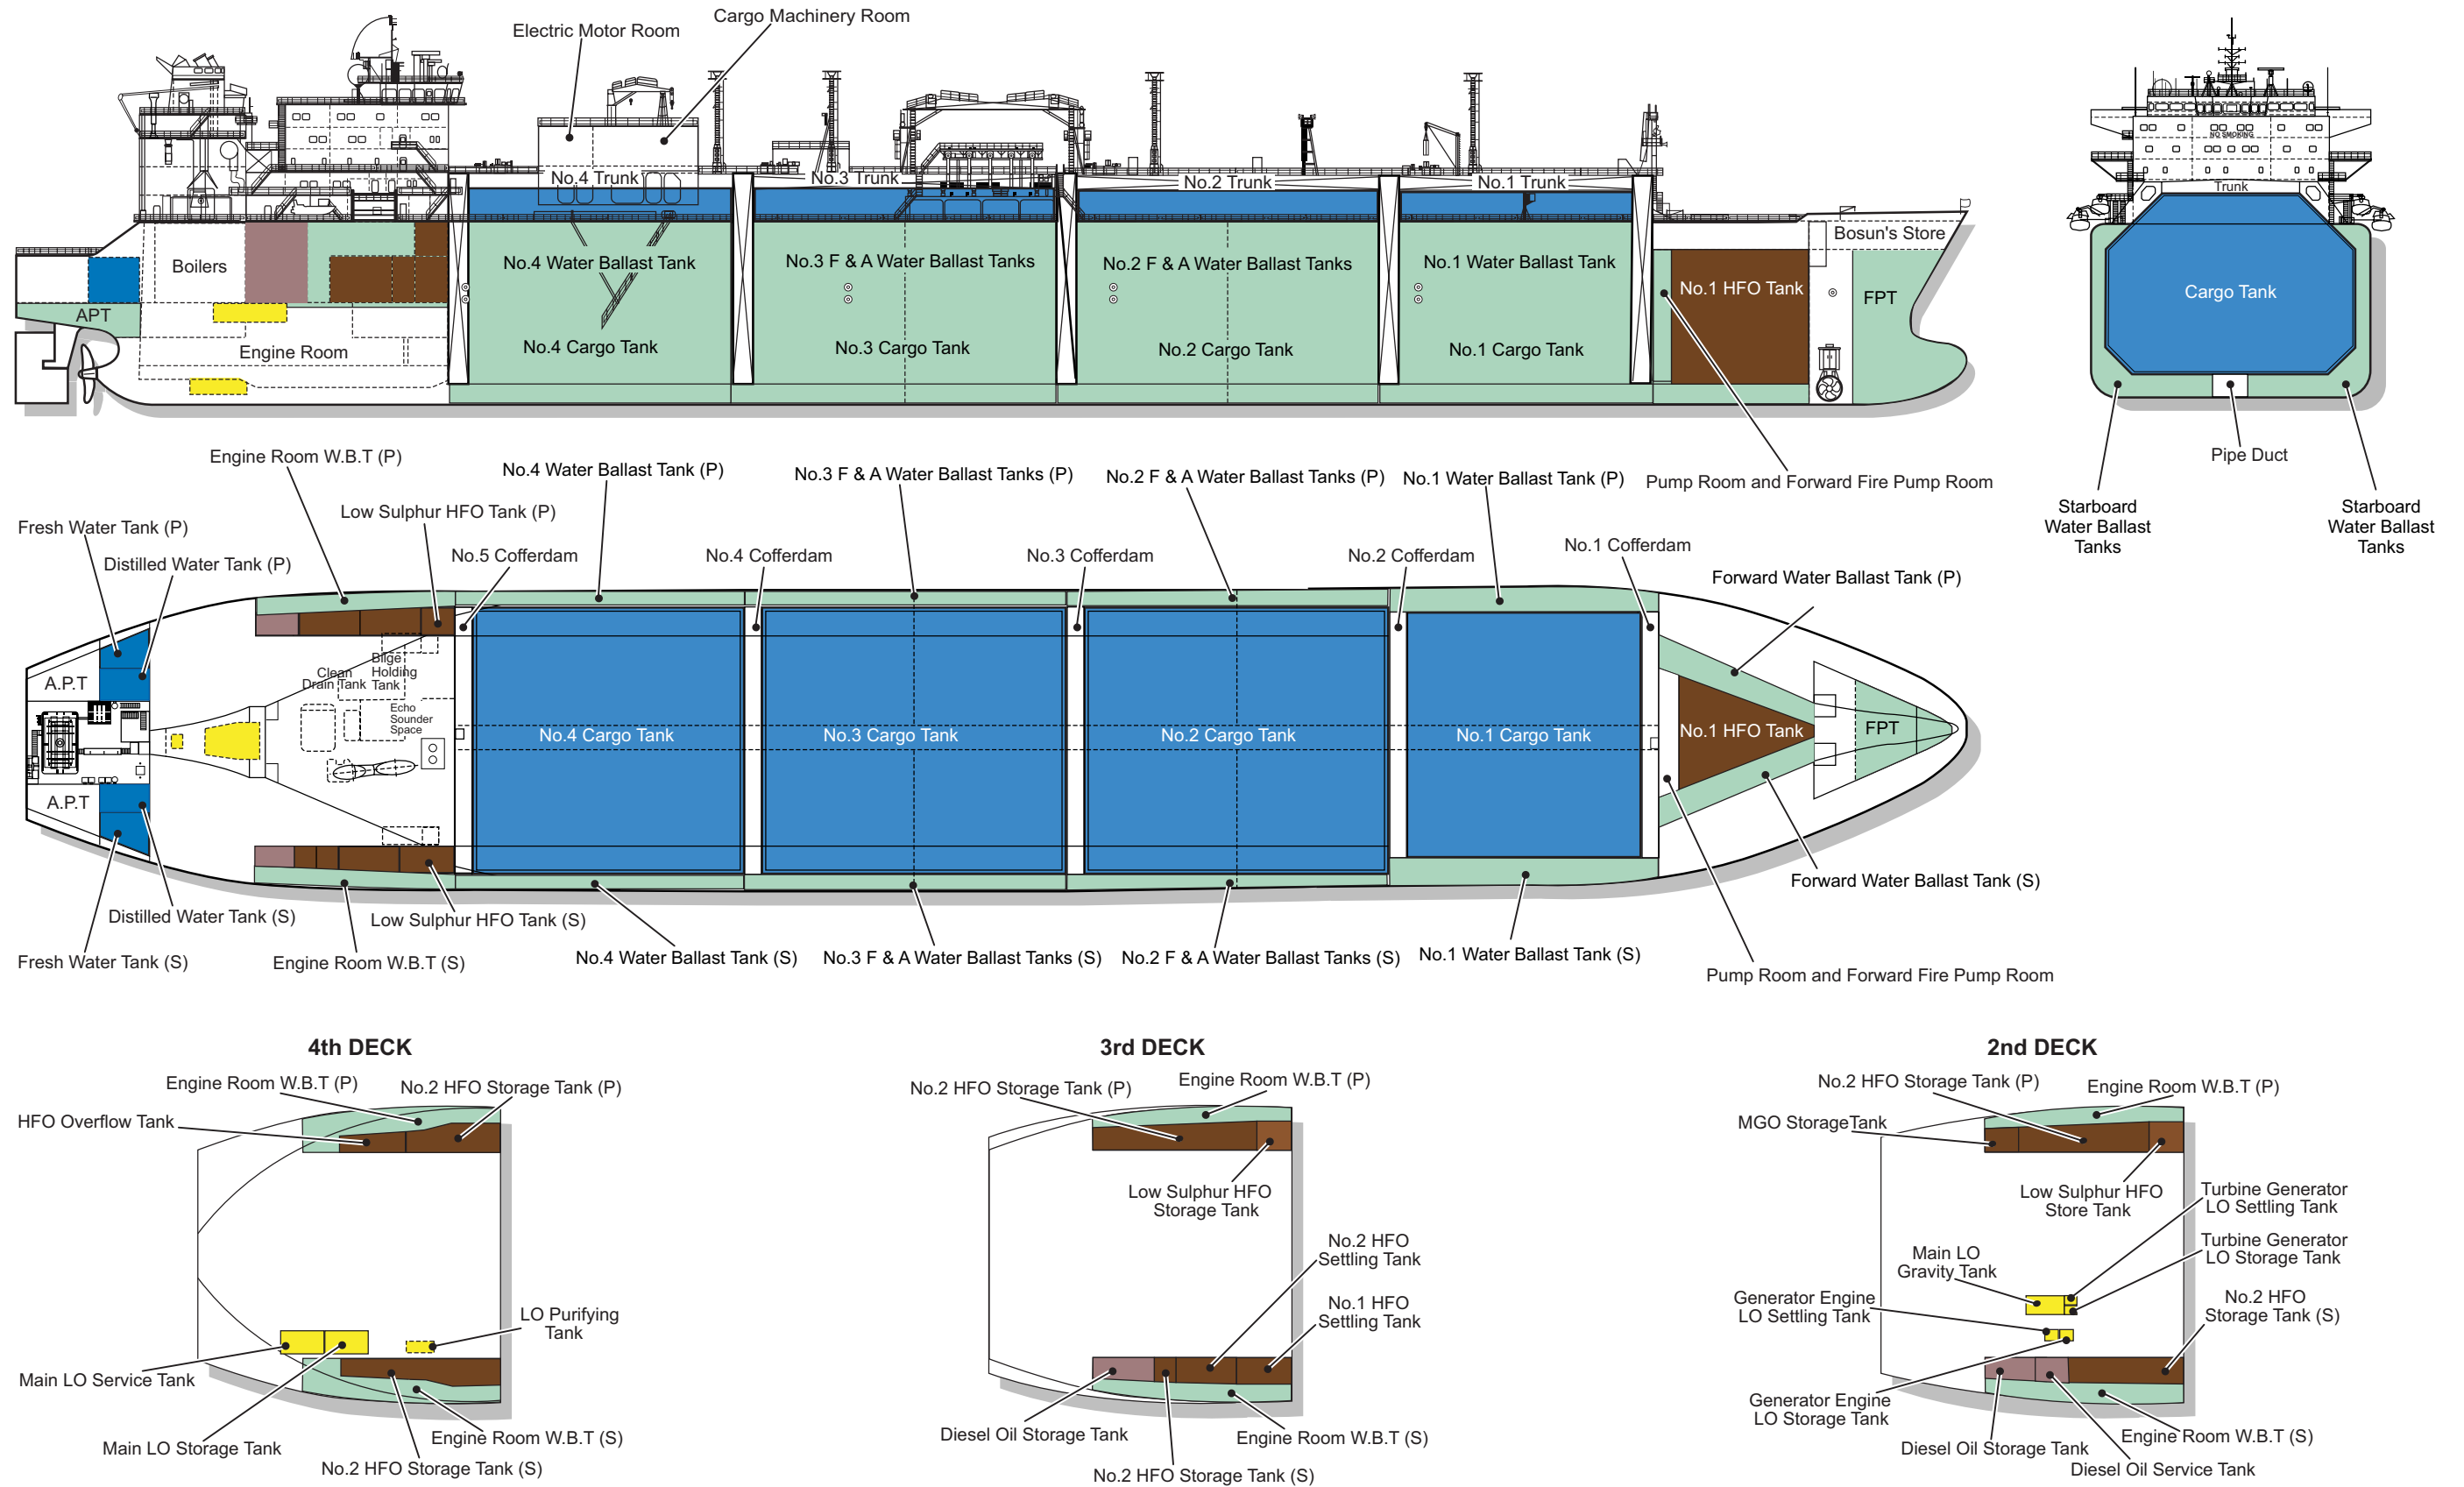 Cargo Machinery Room
Electric Motor Room
NO SMOKING
No.4 Trunk
No.3 Trunk
No.2 Trunk
No.1 Trunk
Trunk
Bosun's Store
Boilers
No.4 Water Ballast Tank
No.3 F & A Water Ballast Tanks
No.2 F & A Water Ballast Tanks
No.1 Water Ballast Tank
No.1 HFO Tank
FPT
Cargo Tank
APT
Engine Room
No.4 Cargo Tank
No.3 Cargo Tank
No.2 Cargo Tank
No.1 Cargo Tank
Engine Room W.B.T (P)
No.4 Water Ballast Tank (P)
No.3 F & A Water Ballast Tanks (P)
No.2 F & A Water Ballast Tanks (P)
No.1 Water Ballast Tank (P)
Pump Room and Forward Fire Pump Room
Pipe Duct
Starboard
Water Ballast
Tanks
Starboard
Water Ballast
Tanks
Fresh Water Tank (P)
Low Sulphur HFO Tank (P)
Distilled Water Tank (P)
No.5 Cofferdam
No.4 Cofferdam
No.3 Cofferdam
No.2 Cofferdam
No.1 Cofferdam
Forward Water Ballast Tank (P)
A.P.T
Clean
Drain Tank
Bilge
Holding
Tank
Echo
Sounder
Space
No.4 Cargo Tank
No.3 Cargo Tank
No.2 Cargo Tank
No.1 Cargo Tank
No.1 HFO Tank
FPT
A.P.T
Forward Water Ballast Tank (S)
Distilled Water Tank (S)
Low Sulphur HFO Tank (S)
Fresh Water Tank (S)
Engine Room W.B.T (S)
No.4 Water Ballast Tank (S)
No.3 F & A Water Ballast Tanks (S)
No.2 F & A Water Ballast Tanks (S)
No.1 Water Ballast Tank (S)
Pump Room and Forward Fire Pump Room
4th DECK
Engine Room W.B.T (P)
No.2 HFO Storage Tank (P)
HFO Overflow Tank
LO Purifying
Tank
Main LO Service Tank
Main LO Storage Tank
Engine Room W.B.T (S)
No.2 HFO Storage Tank (S)
3rd DECK
No.2 HFO Storage Tank (P)
Engine Room W.B.T (P)
Low Sulphur HFO
Storage Tank
No.2 HFO
Settling Tank
No.1 HFO
Settling Tank
Diesel Oil Storage Tank
Engine Room W.B.T (S)
No.2 HFO Storage Tank (S)
2nd DECK
No.2 HFO Storage Tank (P)
Engine Room W.B.T (P)
MGO StorageTank
Low Sulphur HFO
Store Tank
Turbine Generator
LO Settling Tank
Turbine Generator
LO Storage Tank
Main LO
Gravity Tank
Generator Engine
LO Settling Tank
No.2 HFO
Storage Tank (S)
Generator Engine
LO Storage Tank
Engine Room W.B.T (S)
Diesel Oil Storage Tank
Diesel Oil Service Tank